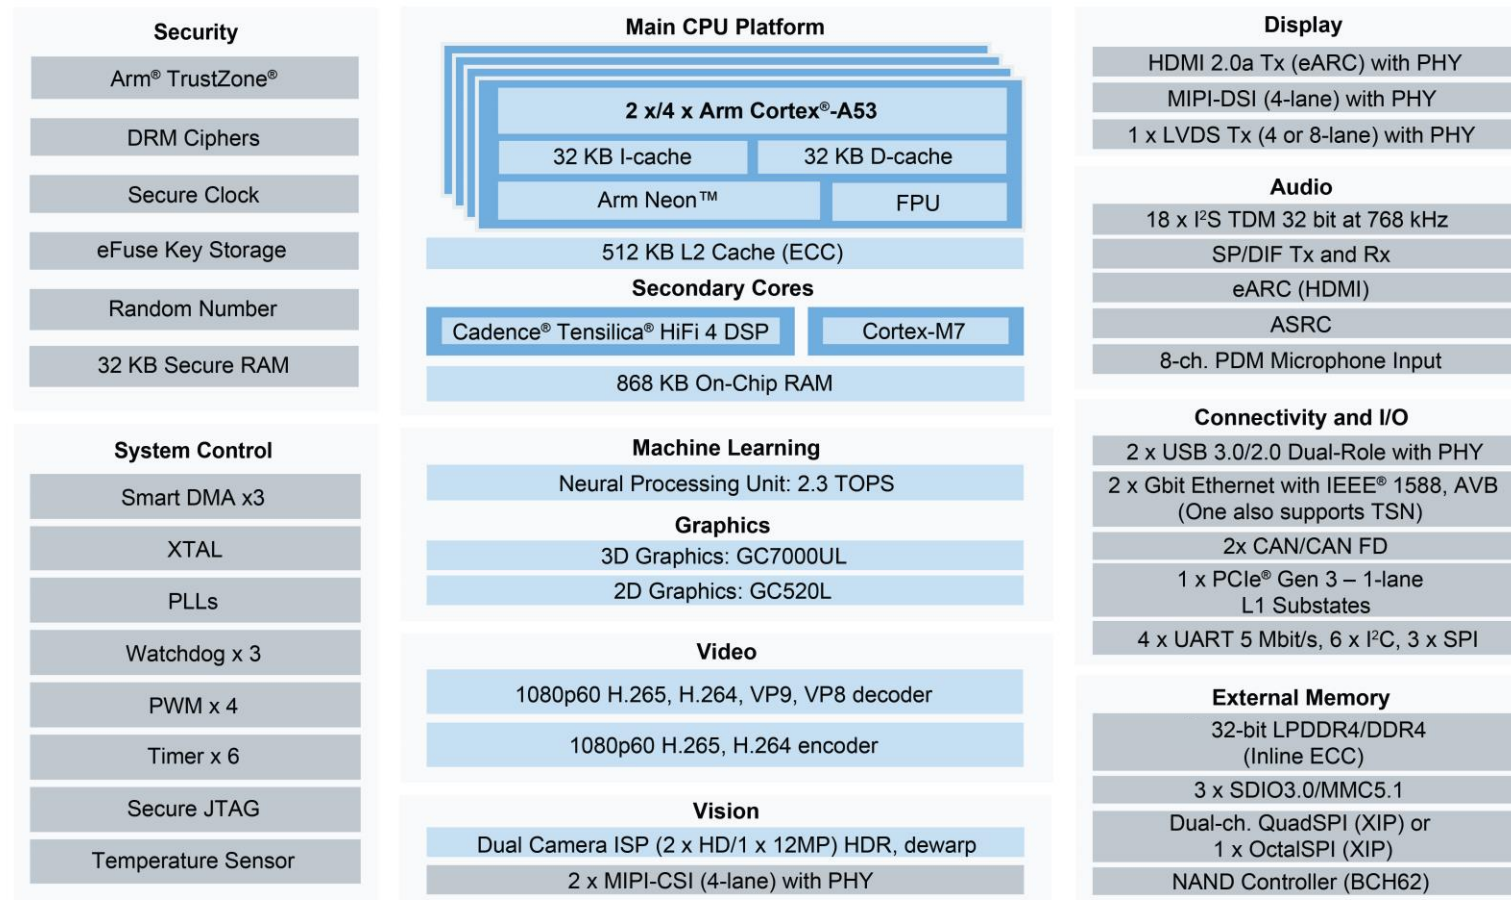 Security
Arm® TrustZone®
DRM Ciphers
Secure Clock
eFuse Key Storage
Random Number
32 KB Secure RAM
System Control
Smart DMA x3
XTAL
PLLs
Watchdog x 3
PWM x 4
Timer x 6
Secure JTAG
Temperature Sensor
Main CPU Platform
2 x/4 x Arm Cortex®-A53
32 KB I-cache
32 KB D-cache
Arm Neon™
FPU
512 KB L2 Cache (ECC)
Secondary Cores
Cadence® Tensilica® HiFi 4 DSP
Cortex-M7
868 KB On-Chip RAM
Machine Learning
Neural Processing Unit: 2.3 TOPS
Graphics
3D Graphics: GC7000UL
2D Graphics: GC520L
Video
1080p60 H.265, H.264, VP9, VP8 decoder
1080p60 H.265, H.264 encoder
Vision
Dual Camera ISP (2 x HD/1 x 12MP) HDR, dewarp
2 x MIPI-CSI (4-lane) with PHY
Display
HDMI 2.0a Tx (eARC) with PHY
MIPI-DSI (4-lane) with PHY
1 x LVDS Tx (4 or 8-lane) with PHY
Audio
18 x I²S TDM 32 bit at 768 kHz
SP/DIF Tx and Rx
eARC (HDMI)
ASRC
8-ch. PDM Microphone Input
Connectivity and I/O
2 x USB 3.0/2.0 Dual-Role with PHY
2 x Gbit Ethernet with IEEE® 1588, AVB
(One also supports TSN)
2x CAN/CAN FD
1 x PCIe® Gen 3 – 1-lane
L1 Substates
4 x UART 5 Mbit/s, 6 x I²C, 3 x SPI
External Memory
32-bit LPDDR4/DDR4
(Inline ECC)
3 x SDIO3.0/MMC5.1
Dual-ch. QuadSPI (XIP) or
1 x OctalSPI (XIP)
NAND Controller (BCH62)